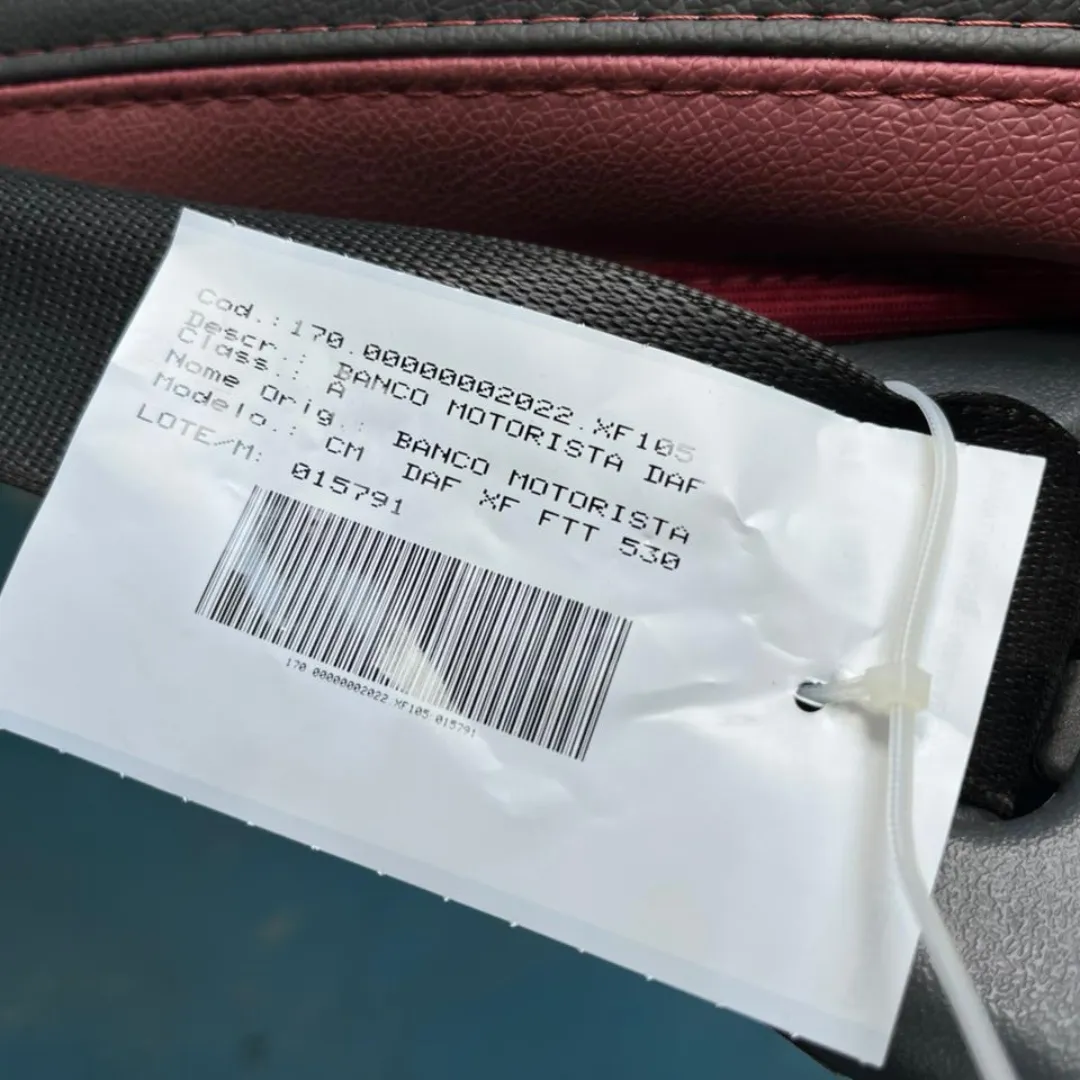 Cod.: 170.00000002022.XF105
Descr.: BANCO MOTORISTA DAF
Class.: A
Nome Orig.: BANCO MOTORISTA
Modelo.: CM DAF XF FTT 530
LOTE/M: 015791
170 00000002022 XF105 015791